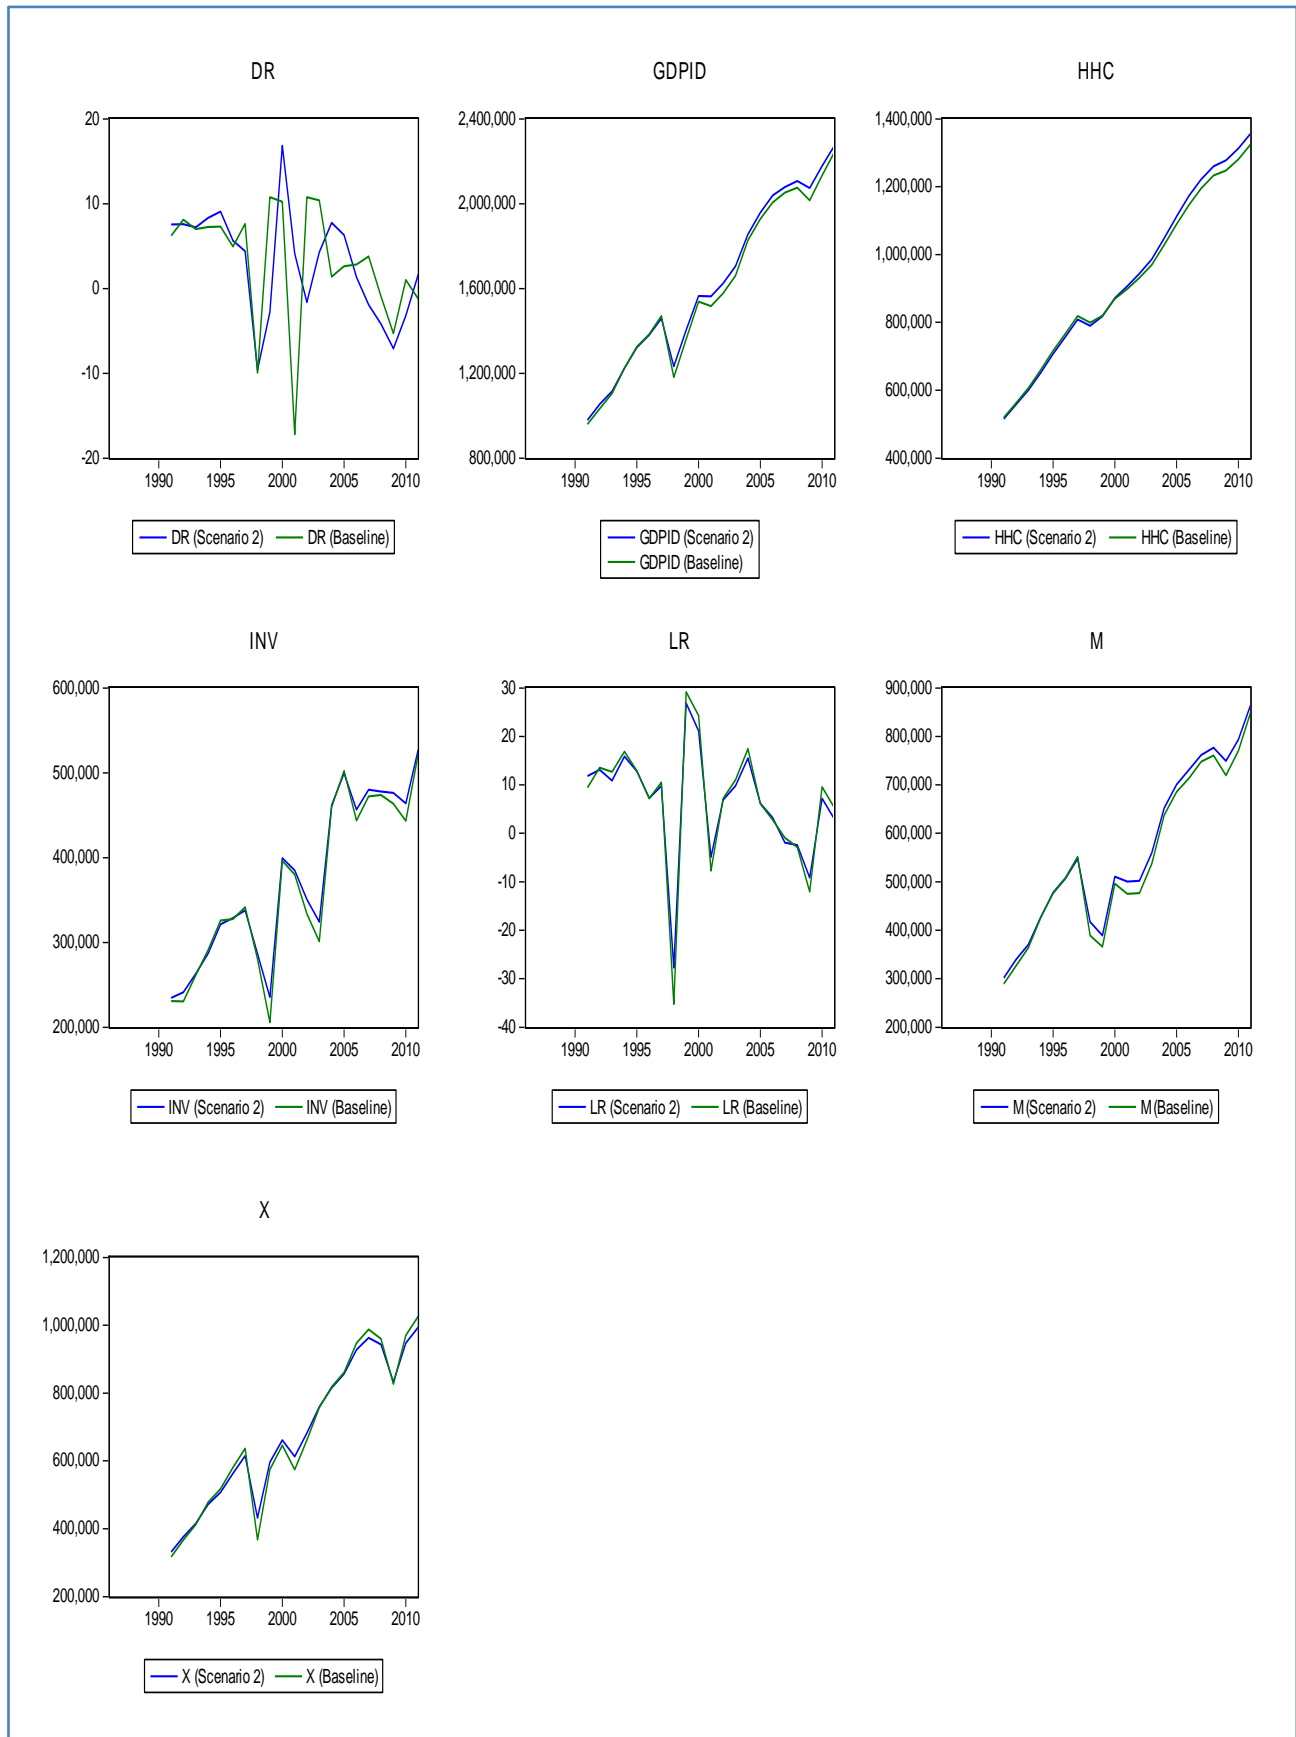 DR
20
10
0
-10
-20
1990 1995 2000 2005 2010
DR (Scenario 2) DR (Baseline)
GDPID
2,400,000
2,000,000
1,600,000
1,200,000
800,000
1990 1995 2000 2005 2010
GDPID (Scenario 2)
GDPID (Baseline)
HHC
1,400,000
1,200,000
1,000,000
800,000
600,000
400,000
1990 1995 2000 2005 2010
HHC (Scenario 2) HHC (Baseline)
INV
600,000
500,000
400,000
300,000
200,000
1990 1995 2000 2005 2010
INV (Scenario 2) INV (Baseline)
LR
30
20
10
0
-10
-20
-30
-40
1990 1995 2000 2005 2010
LR (Scenario 2) LR (Baseline)
M
900,000
800,000
700,000
600,000
500,000
400,000
300,000
200,000
1990 1995 2000 2005 2010
M (Scenario 2) M (Baseline)
X
1,200,000
1,000,000
800,000
600,000
400,000
200,000
1990 1995 2000 2005 2010
X (Scenario 2) X (Baseline)